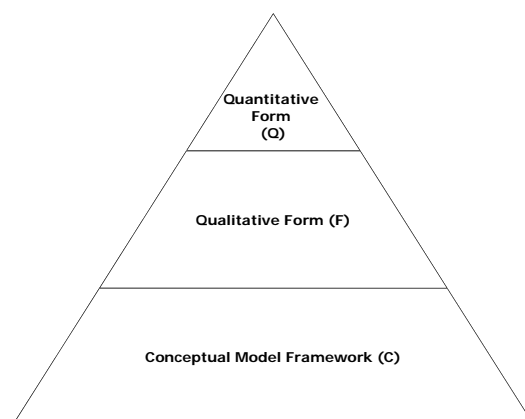 Quantitative
Form
(Q)
Qualitative Form (F)
Conceptual Model Framework (C)